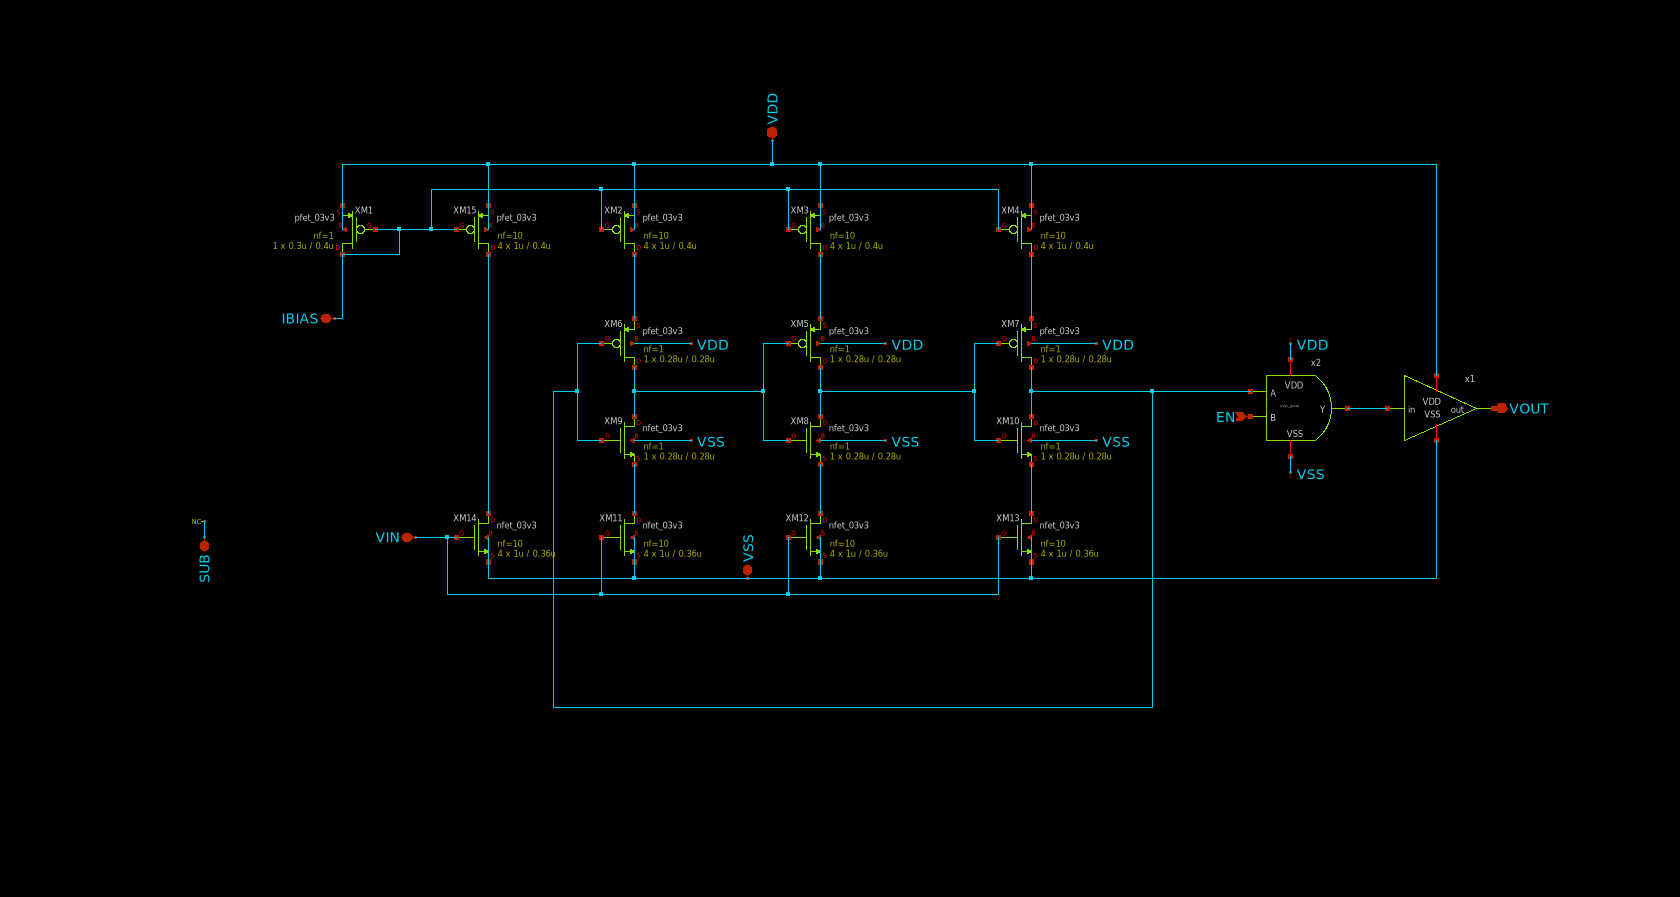 VDD
XM1
pfet_03v3
nf=1
1 x 0.3u / 0.4u
XM15
pfet_03v3
nf=10
4 x 1u / 0.4u
XM2
pfet_03v3
nf=10
4 x 1u / 0.4u
XM3
pfet_03v3
nf=10
4 x 1u / 0.4u
XM4
pfet_03v3
nf=10
4 x 1u / 0.4u
IBIAS
XM6
pfet_03v3
VDD
nf=1
1 x 0.28u / 0.28u
XM5
pfet_03v3
VDD
nf=1
1 x 0.28u / 0.28u
XM7
pfet_03v3
VDD
nf=1
1 x 0.28u / 0.28u
VDD
x2
VDD
A
B
Y
VSS
EN
VSS
x1
VDD
VSS
in
out
VOUT
XM9
nfet_03v3
VSS
nf=1
1 x 0.28u / 0.28u
XM8
nfet_03v3
VSS
nf=1
1 x 0.28u / 0.28u
XM10
nfet_03v3
VSS
nf=1
1 x 0.28u / 0.28u
NC
SUB
VIN
XM14
nfet_03v3
nf=10
4 x 1u / 0.36u
XM11
nfet_03v3
nf=10
4 x 1u / 0.36u
VSS
XM12
nfet_03v3
nf=10
4 x 1u / 0.36u
XM13
nfet_03v3
nf=10
4 x 1u / 0.36u